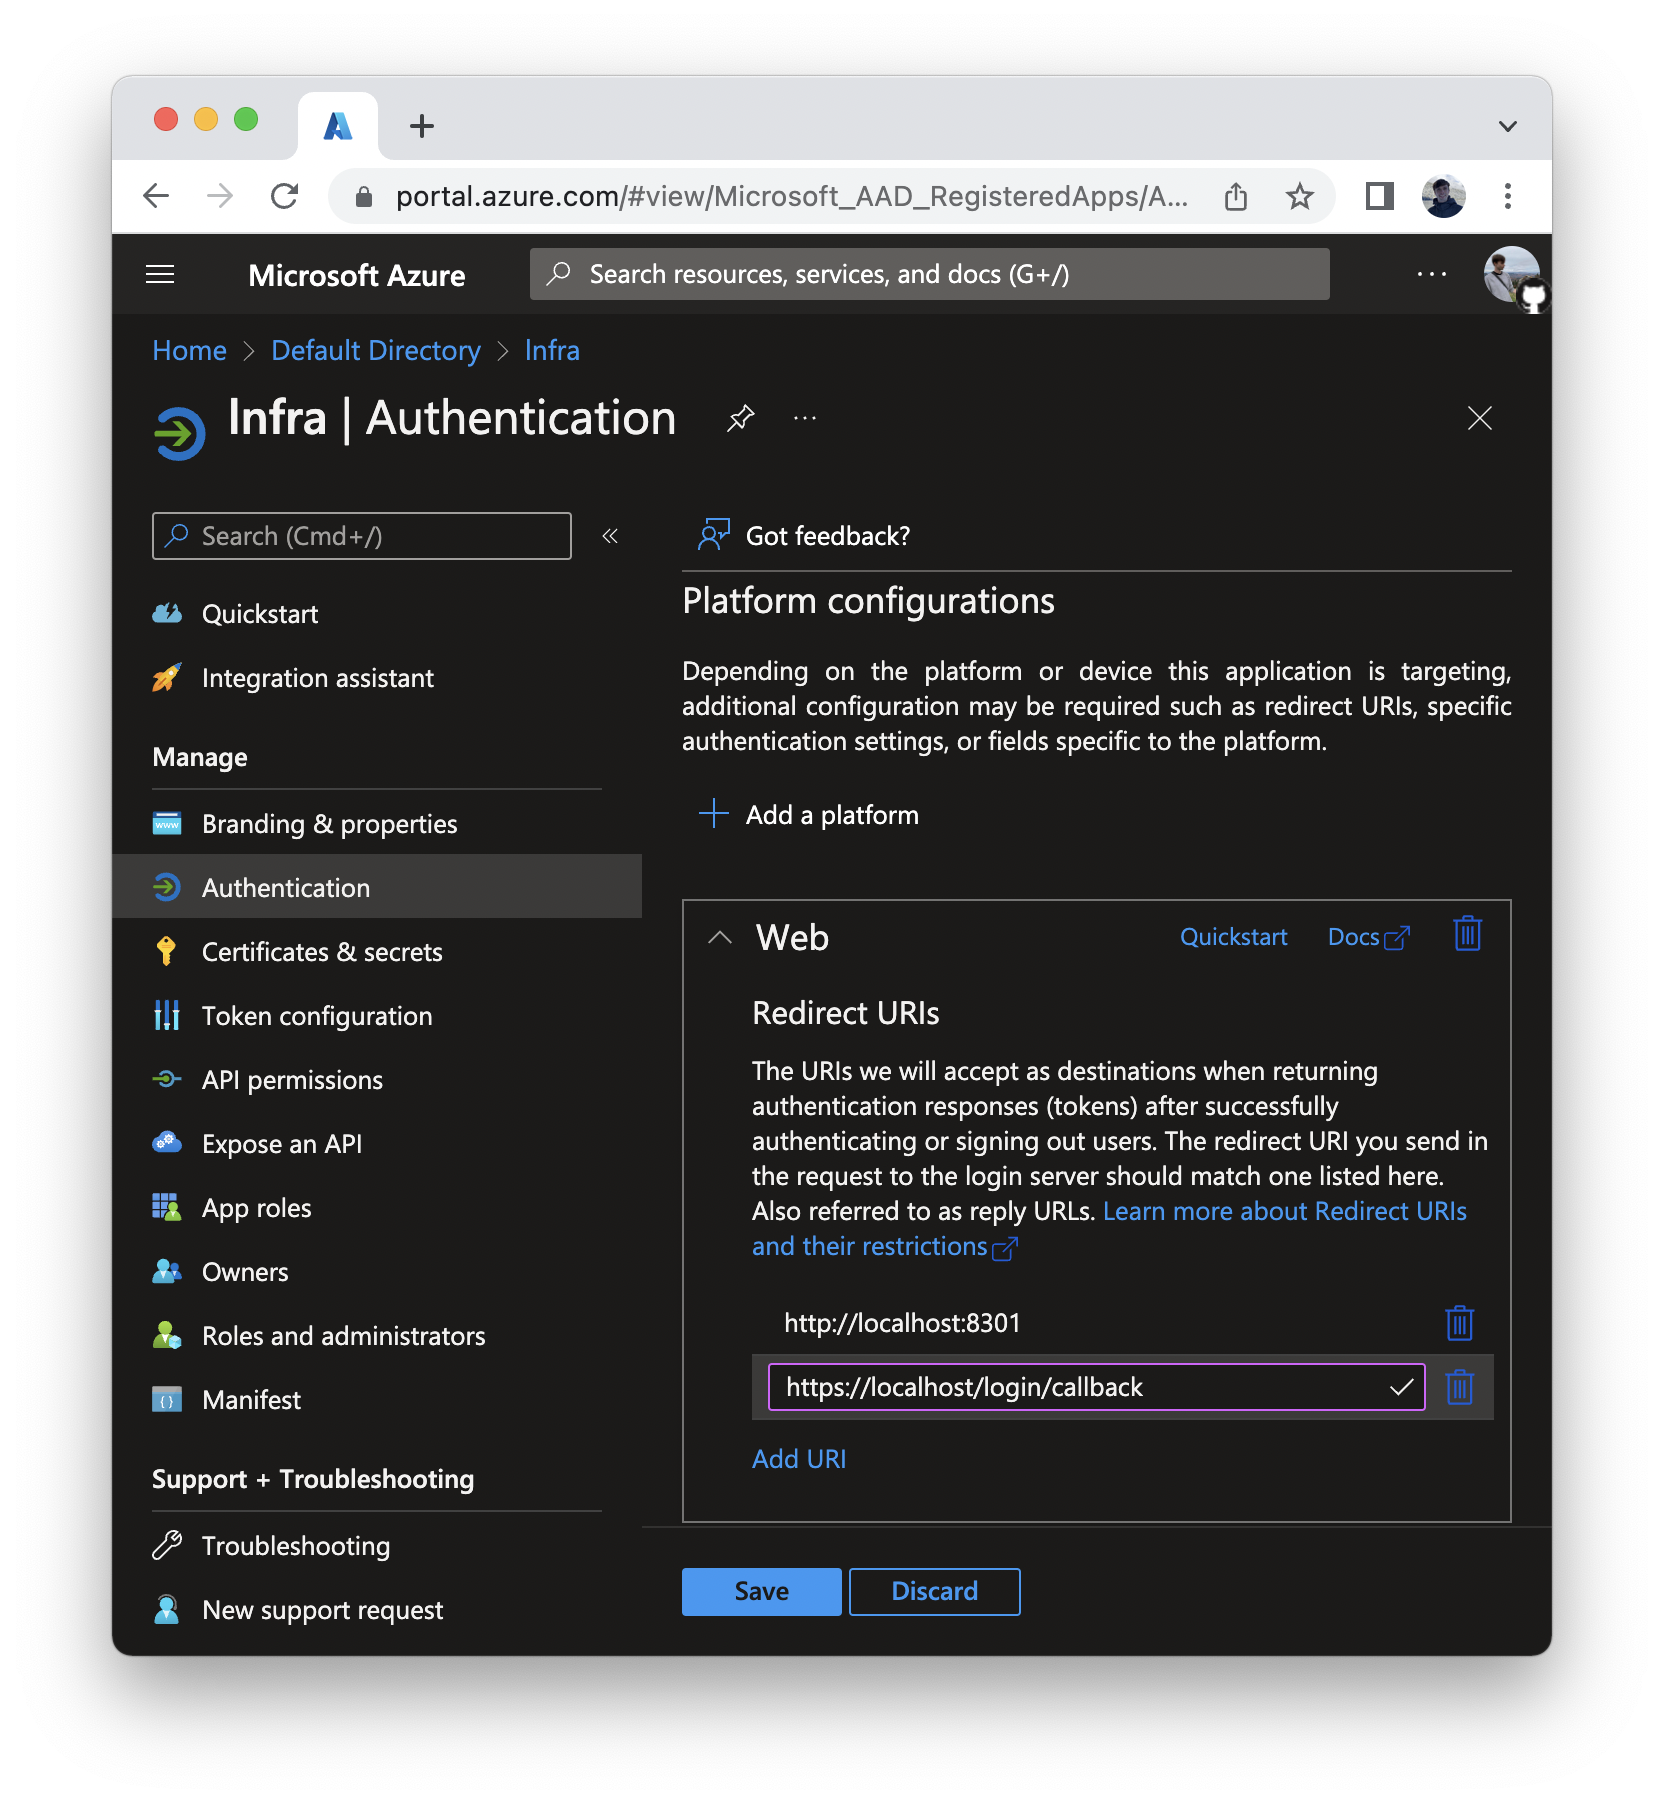 portal.azure.com/#view/Microsoft_AAD_RegisteredApps/A...
Microsoft Azure
Search resources, services, and docs (G+/)
Home > Default Directory > Infra
Infra | Authentication
Search (Cmd+/)
Quickstart
Integration assistant
Manage
Branding & properties
Authentication
Certificates & secrets
Token configuration
API permissions
Expose an API
App roles
Owners
Roles and administrators
Manifest
Support + Troubleshooting
Troubleshooting
New support request
Got feedback?
Platform configurations
Depending on the platform or device this application is targeting,
additional configuration may be required such as redirect URIs, specific
authentication settings, or fields specific to the platform.
Add a platform
Web
Quickstart
Docs
Redirect URIs
The URIs we will accept as destinations when returning
authentication responses (tokens) after successfully
authenticating or signing out users. The redirect URI you send in
the request to the login server should match one listed here.
Also referred to as reply URLs. Learn more about Redirect URIs
and their restrictions
http://localhost:8301
https://localhost/login/callback
Add URI
Save
Discard